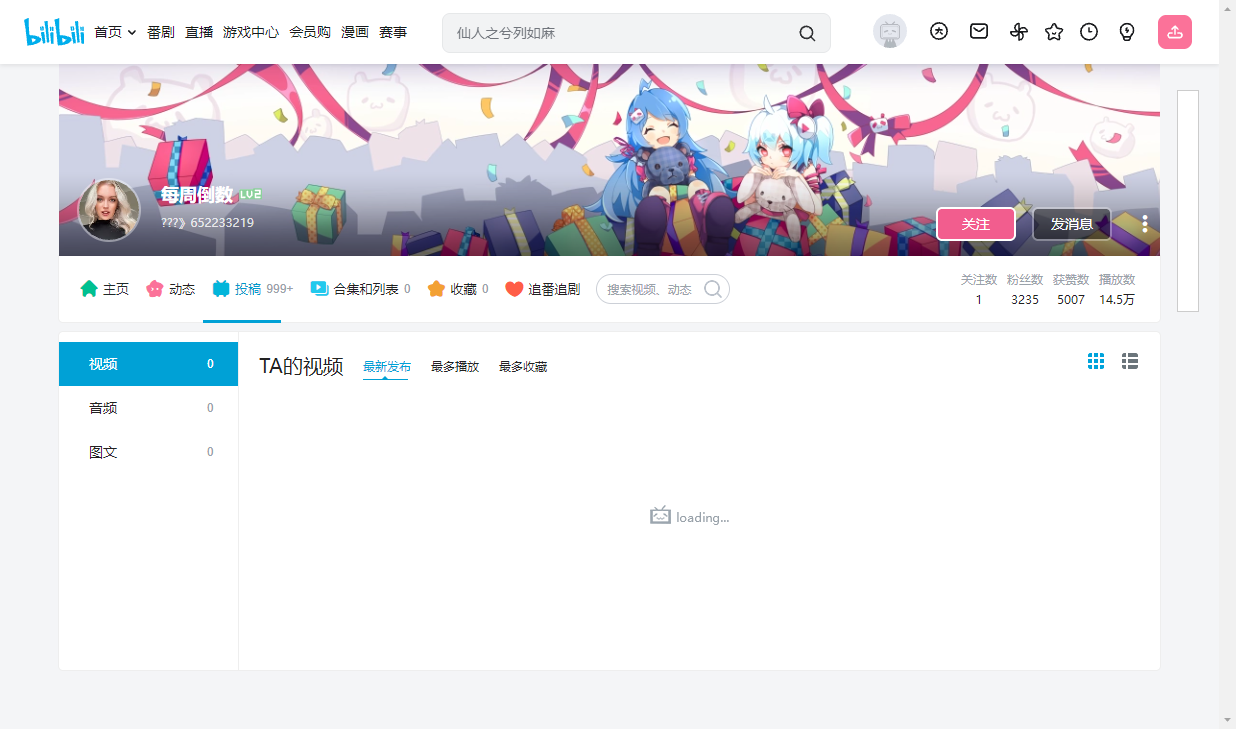 bilibili 首页 番剧 直播 游戏中心 会员购 漫画 赛事 仙人之兮列如麻
每周倒数 LV2
???》652233219
关注 发消息
主页 动态 投稿 999+ 合集和列表 0 收藏 0 追番追剧 搜索视频、动态
关注数 粉丝数 获赞数 播放数
1 3235 5007 14.5万
视频 0
音频 0
图文 0
TA的视频 最新发布 最多播放 最多收藏
loading...